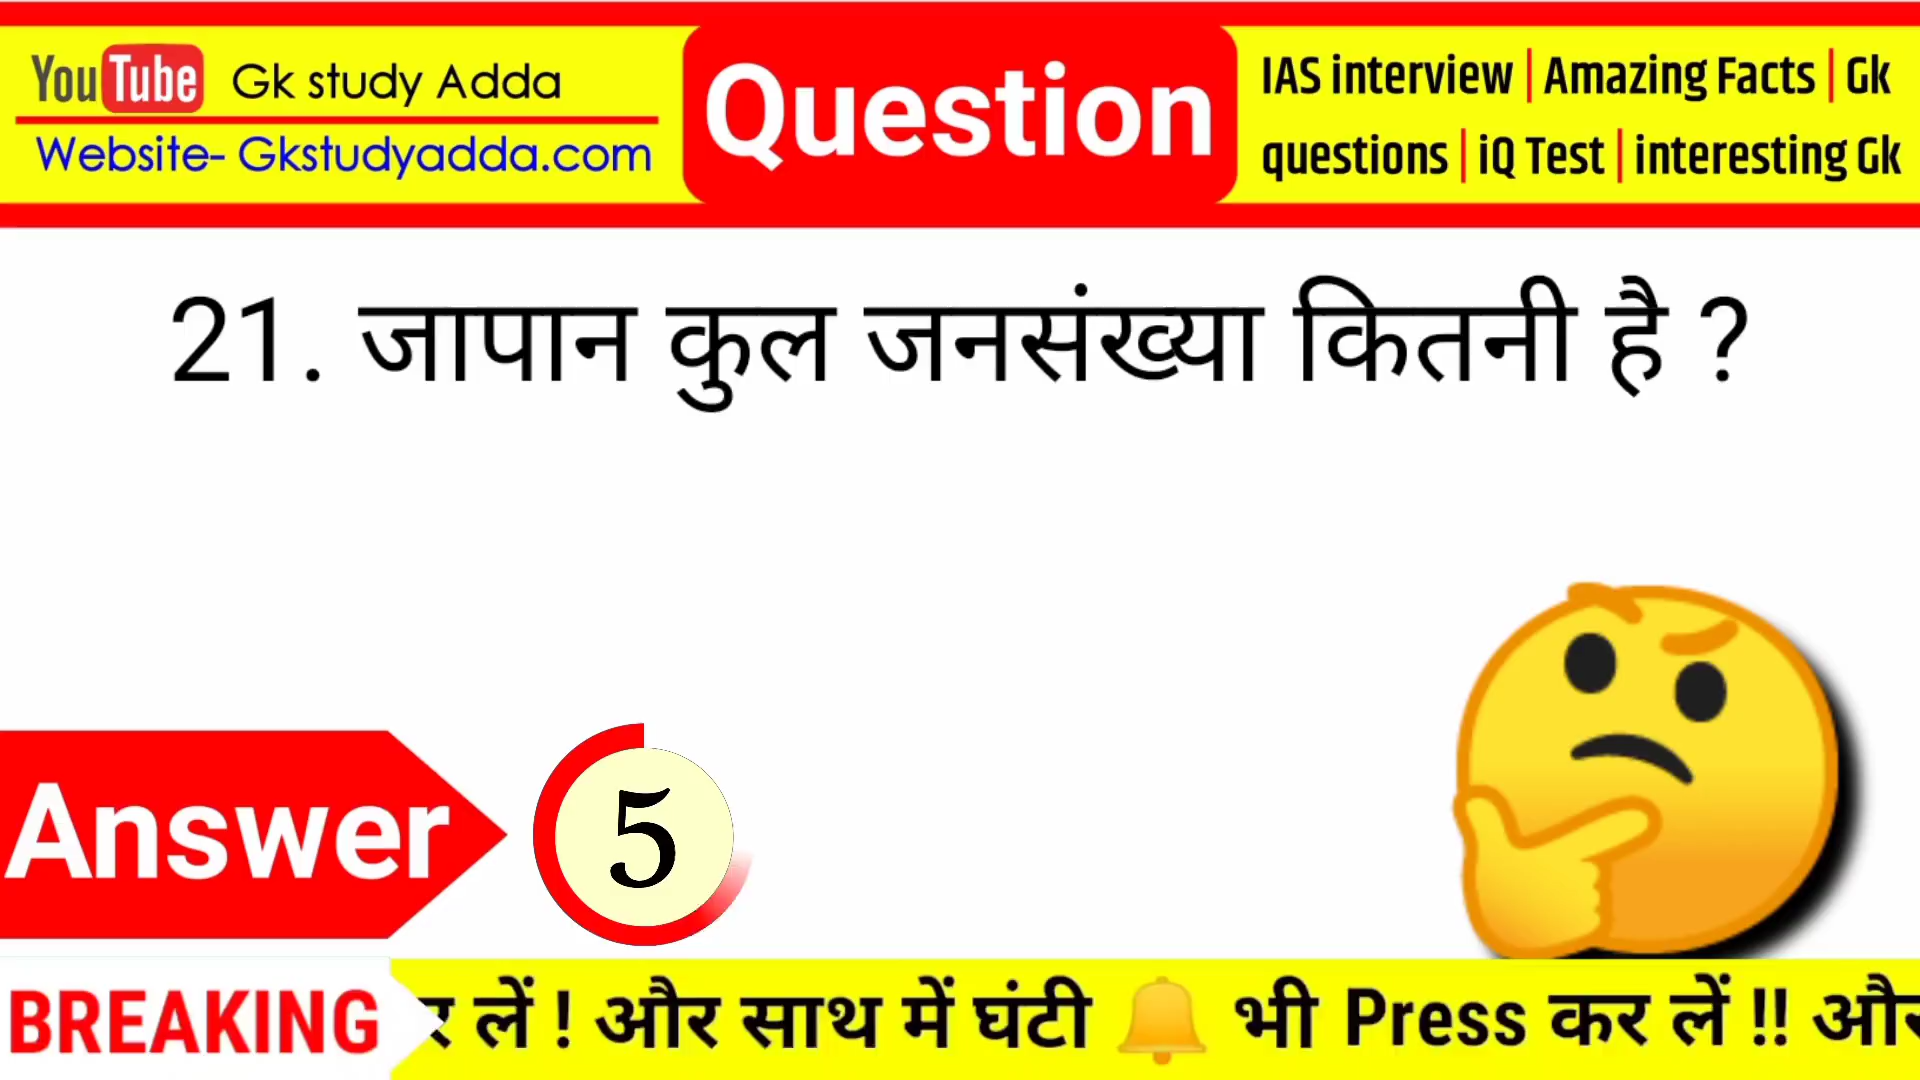 YouTube Gk study Adda
Website- Gkstudyadda.com
Question
IAS interview | Amazing Facts | Gk
questions | iQ Test | interesting Gk
21. जापान कुल जनसंख्या कितनी है ?
Answer
5
BREAKING
र लें ! और साथ में घंटी 🔔 भी Press कर लें !! और